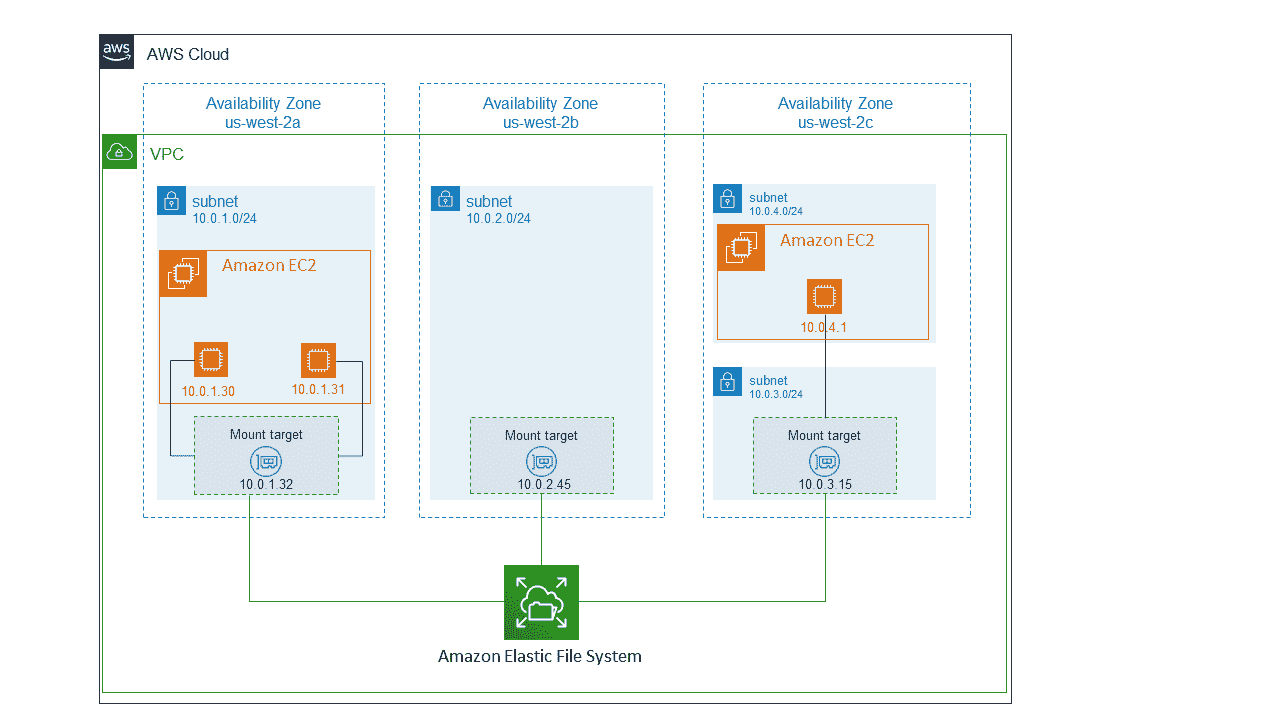 aws
AWS Cloud
Availability Zone
us-west-2a
Availability Zone
us-west-2b
Availability Zone
us-west-2c
VPC
subnet
10.0.1.0/24
Amazon EC2
10.0.1.30
10.0.1.31
Mount target
10.0.1.32
subnet
10.0.2.0/24
Mount target
10.0.2.45
subnet
10.0.4.0/24
Amazon EC2
10.0.4.1
subnet
10.0.3.0/24
Mount target
10.0.3.15
Amazon Elastic File System